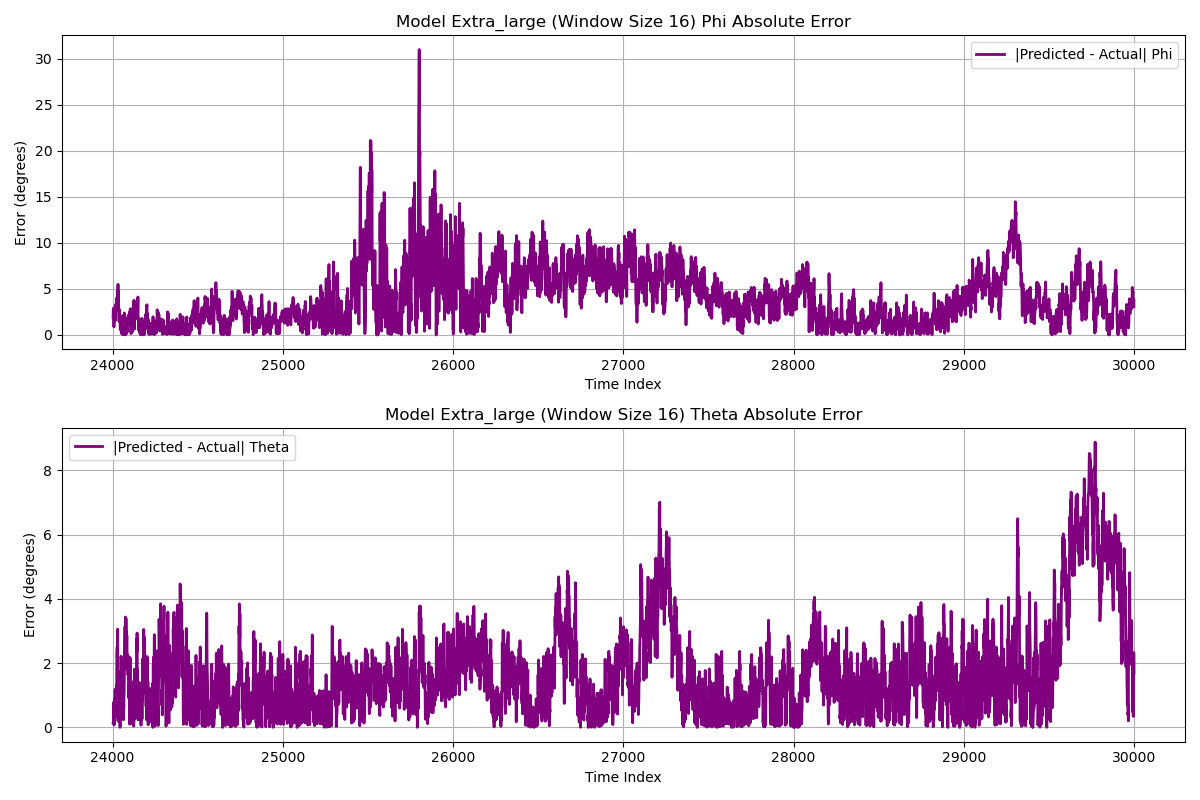 Model Extra_large (Window Size 16) Phi Absolute Error
|Predicted - Actual| Phi
Error (degrees)
30
25
20
15
10
5
0
24000 25000 26000 27000 28000 29000 30000
Time Index
Model Extra_large (Window Size 16) Theta Absolute Error
|Predicted - Actual| Theta
Error (degrees)
8
6
4
2
0
24000 25000 26000 27000 28000 29000 30000
Time Index